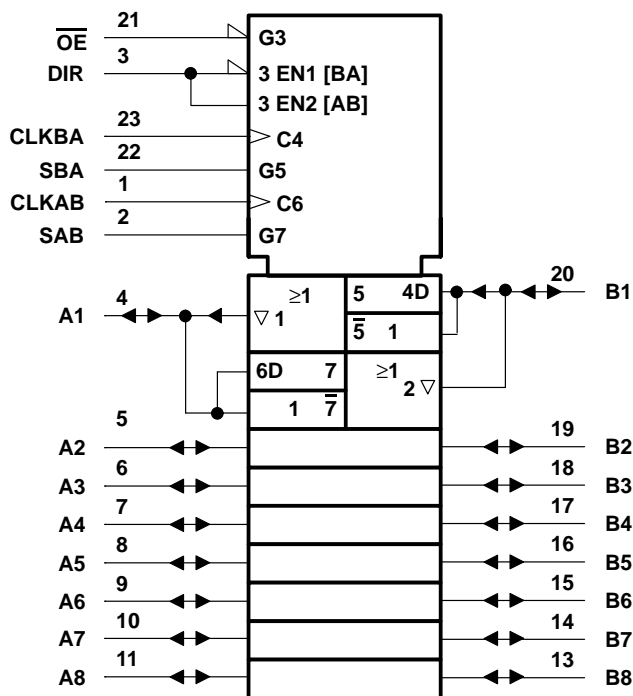 21
OE G3
3
DIR 3 EN1 [BA]
3 EN2 [AB]
23
CLKBA C4
22
SBA G5
1
CLKAB C6
2
SAB G7
4 ≥1 5 4D 20
A1 ▽ 1 B1
5̅ 1
6D 7 ≥1
2 ▽
1 7̅
5 19
A2 B2
6 18
A3 B3
7 17
A4 B4
8 16
A5 B5
9 15
A6 B6
10 14
A7 B7
11 13
A8 B8